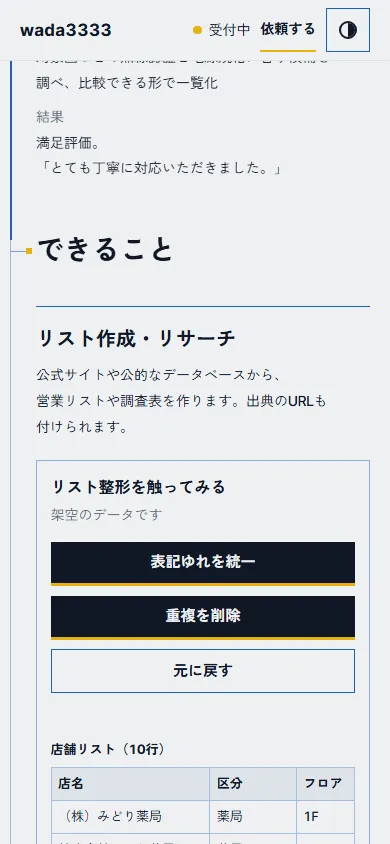 wada3333
受付中
依頼する
調べ、比較できる形で一覧化
結果
満足評価。
「とても丁寧に対応いただきました。」
できること
リスト作成・リサーチ
公式サイトや公的なデータベースから、
営業リストや調査表を作ります。出典のURLも
付けられます。
リスト整形を触ってみる
架空のデータです
表記ゆれを統一
重複を削除
元に戻す
店舗リスト（10行）
店名 区分 フロア
（株）みどり薬局 薬局 1F